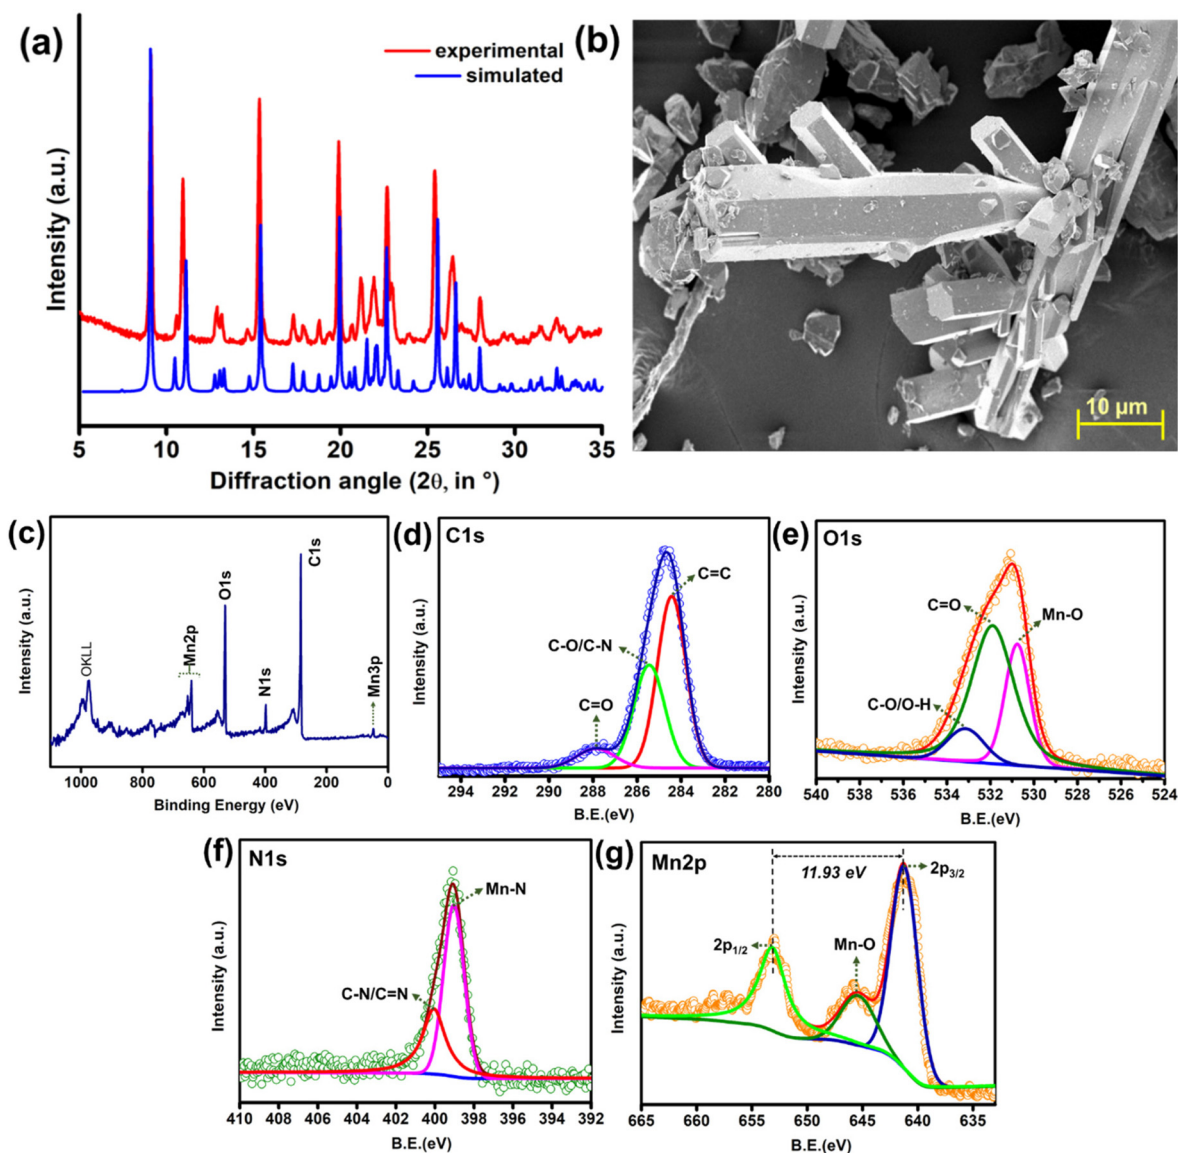 (a)
experimental
simulated
Intensity (a.u.)
5 10 15 20 25 30 35
Diffraction angle (2θ, in °)
(b)
10 µm
(c)
C1s
O1s
Mn2p
OKLL
N1s
Mn3p
Intensity (a.u.)
1000 800 600 400 200 0
Binding Energy (eV)
(d)
C1s
C=C
C-O/C-N
C=O
Intensity (a.u.)
294 292 290 288 286 284 282 280
B.E.(eV)
(e)
O1s
C=O
Mn-O
C-O/O-H
Intensity (a.u.)
540 538 536 534 532 530 528 526 524
B.E.(eV)
(f)
N1s
Mn-N
C-N/C=N
Intensity (a.u.)
410 408 406 404 402 400 398 396 394 392
B.E.(eV)
(g)
Mn2p
11.93 eV
2p3/2
2p1/2
Mn-O
Intensity (a.u.)
665 660 655 650 645 640 635
B.E.(eV)